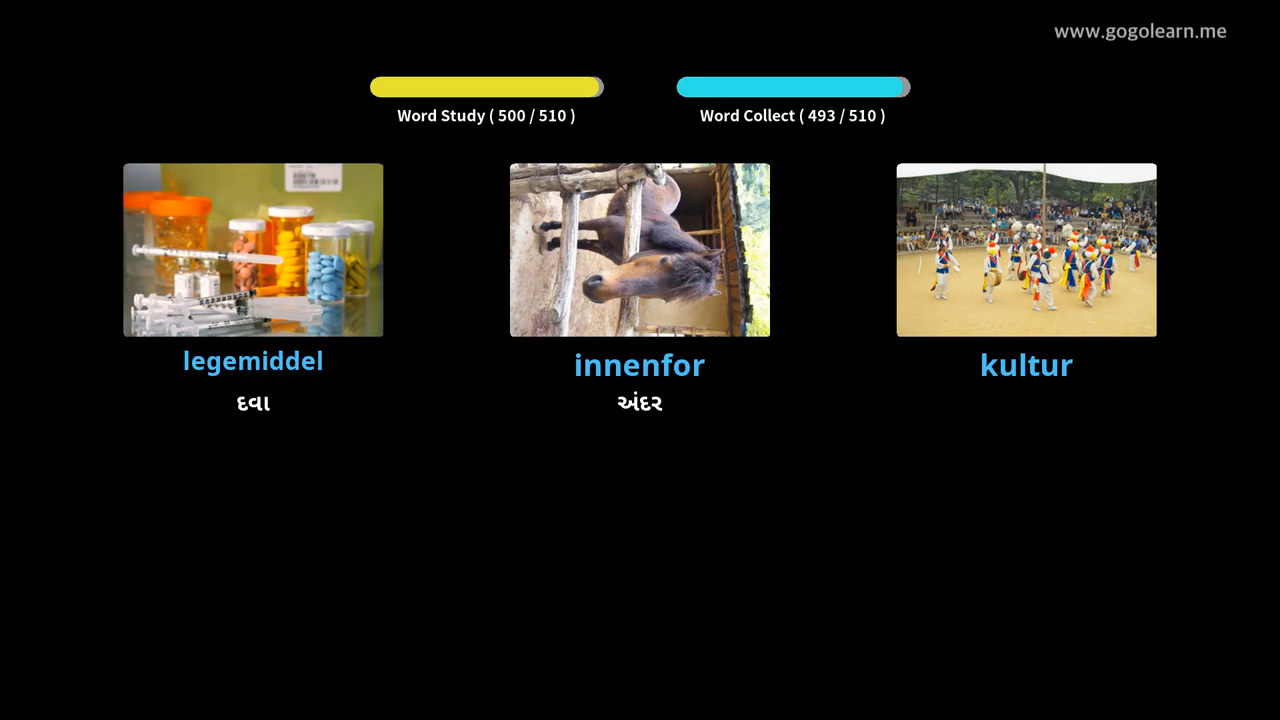 www.gogolearn.me
Word Study ( 500 / 510 )
Word Collect ( 493 / 510 )
legemiddel
innenfor
kultur
દવા
અંદર